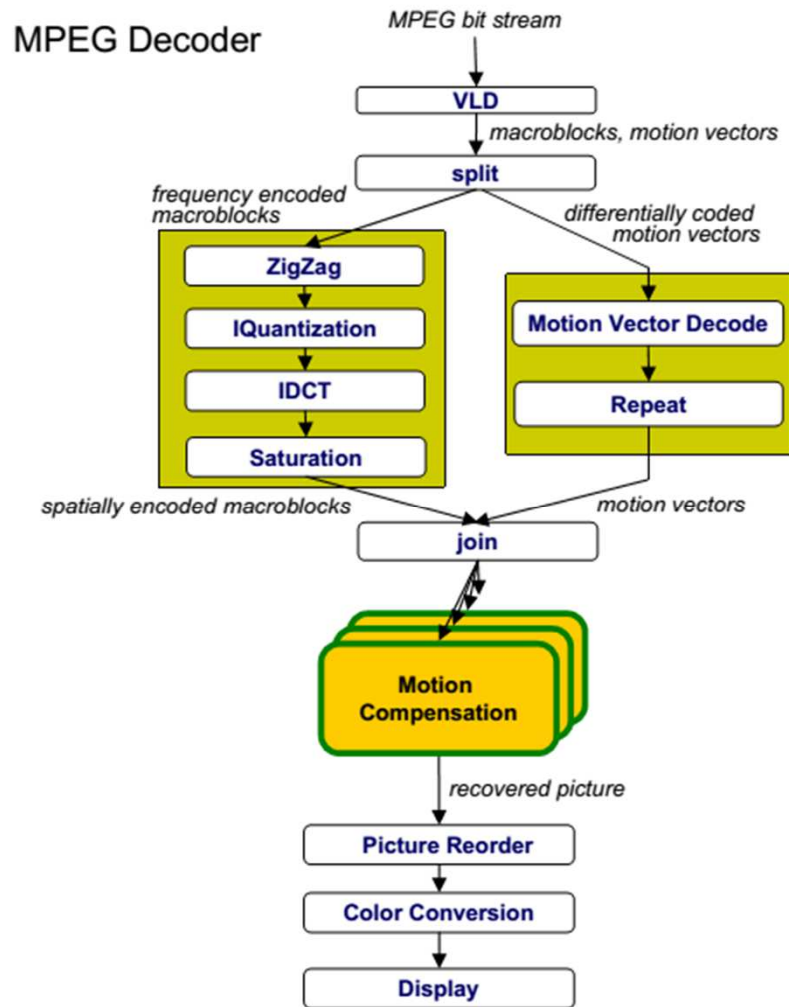 MPEG Decoder
MPEG bit stream
VLD
macroblocks, motion vectors
split
frequency encoded
macroblocks
differentially coded
motion vectors
ZigZag
IQuantization
IDCT
Saturation
Motion Vector Decode
Repeat
spatially encoded macroblocks
motion vectors
join
Motion
Compensation
recovered picture
Picture Reorder
Color Conversion
Display